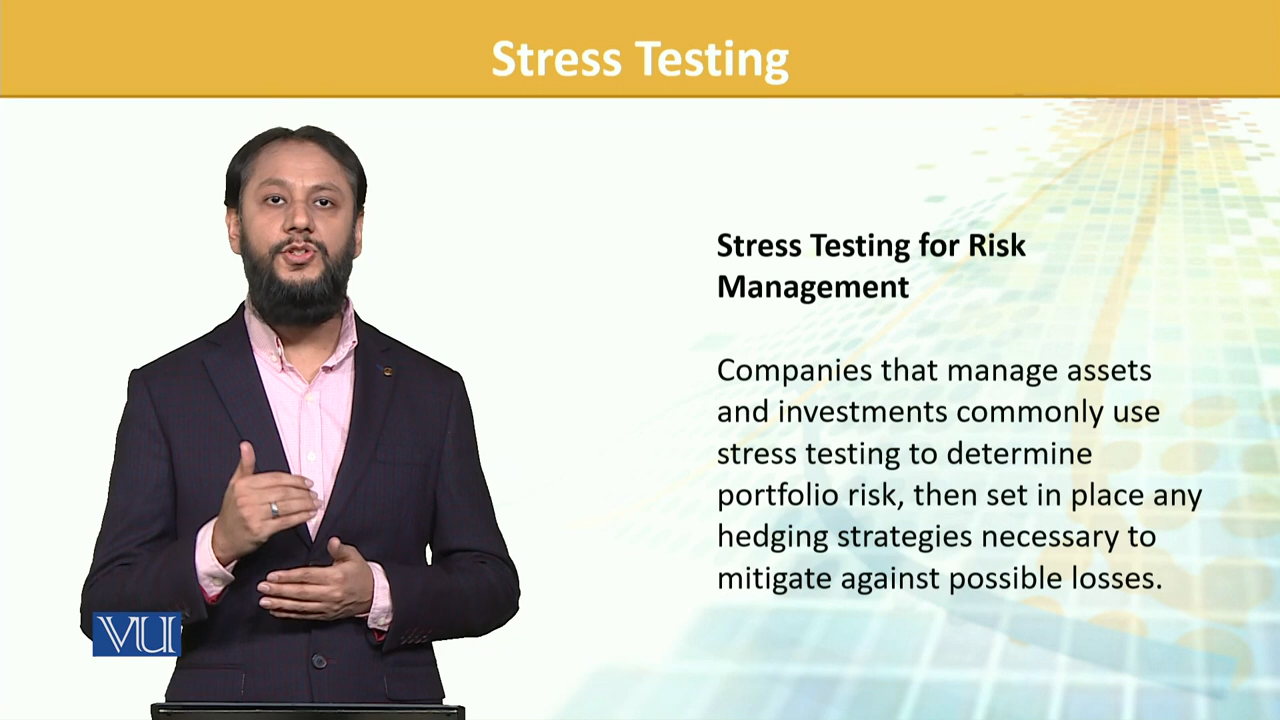 Stress Testing
Stress Testing for Risk
Management
Companies that manage assets
and investments commonly use
stress testing to determine
portfolio risk, then set in place any
hedging strategies necessary to
mitigate against possible losses.
VU